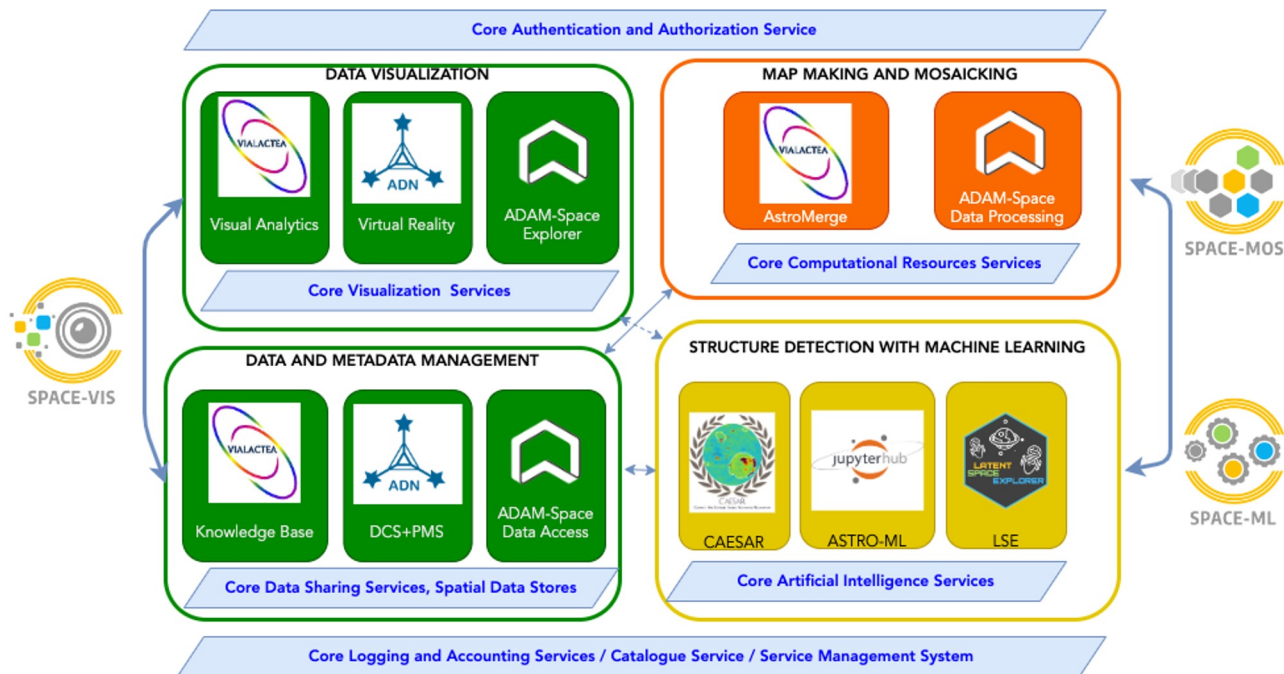 Core Authentication and Authorization Service
DATA VISUALIZATION
VIALACTEA
Visual Analytics
ADN
Virtual Reality
ADAM-Space
Explorer
Core Visualization Services
MAP MAKING AND MOSAICKING
VIALACTEA
AstroMerge
ADAM-Space
Data Processing
Core Computational Resources Services
SPACE-VIS
SPACE-MOS
DATA AND METADATA MANAGEMENT
VIALACTEA
Knowledge Base
ADN
DCS+PMS
ADAM-Space
Data Access
Core Data Sharing Services, Spatial Data Stores
STRUCTURE DETECTION WITH MACHINE LEARNING
CAESAR
CAESAR
jupyterhub
ASTRO-ML
LATENT
SPACE
EXPLORER
LSE
Core Artificial Intelligence Services
SPACE-ML
Core Logging and Accounting Services / Catalogue Service / Service Management System